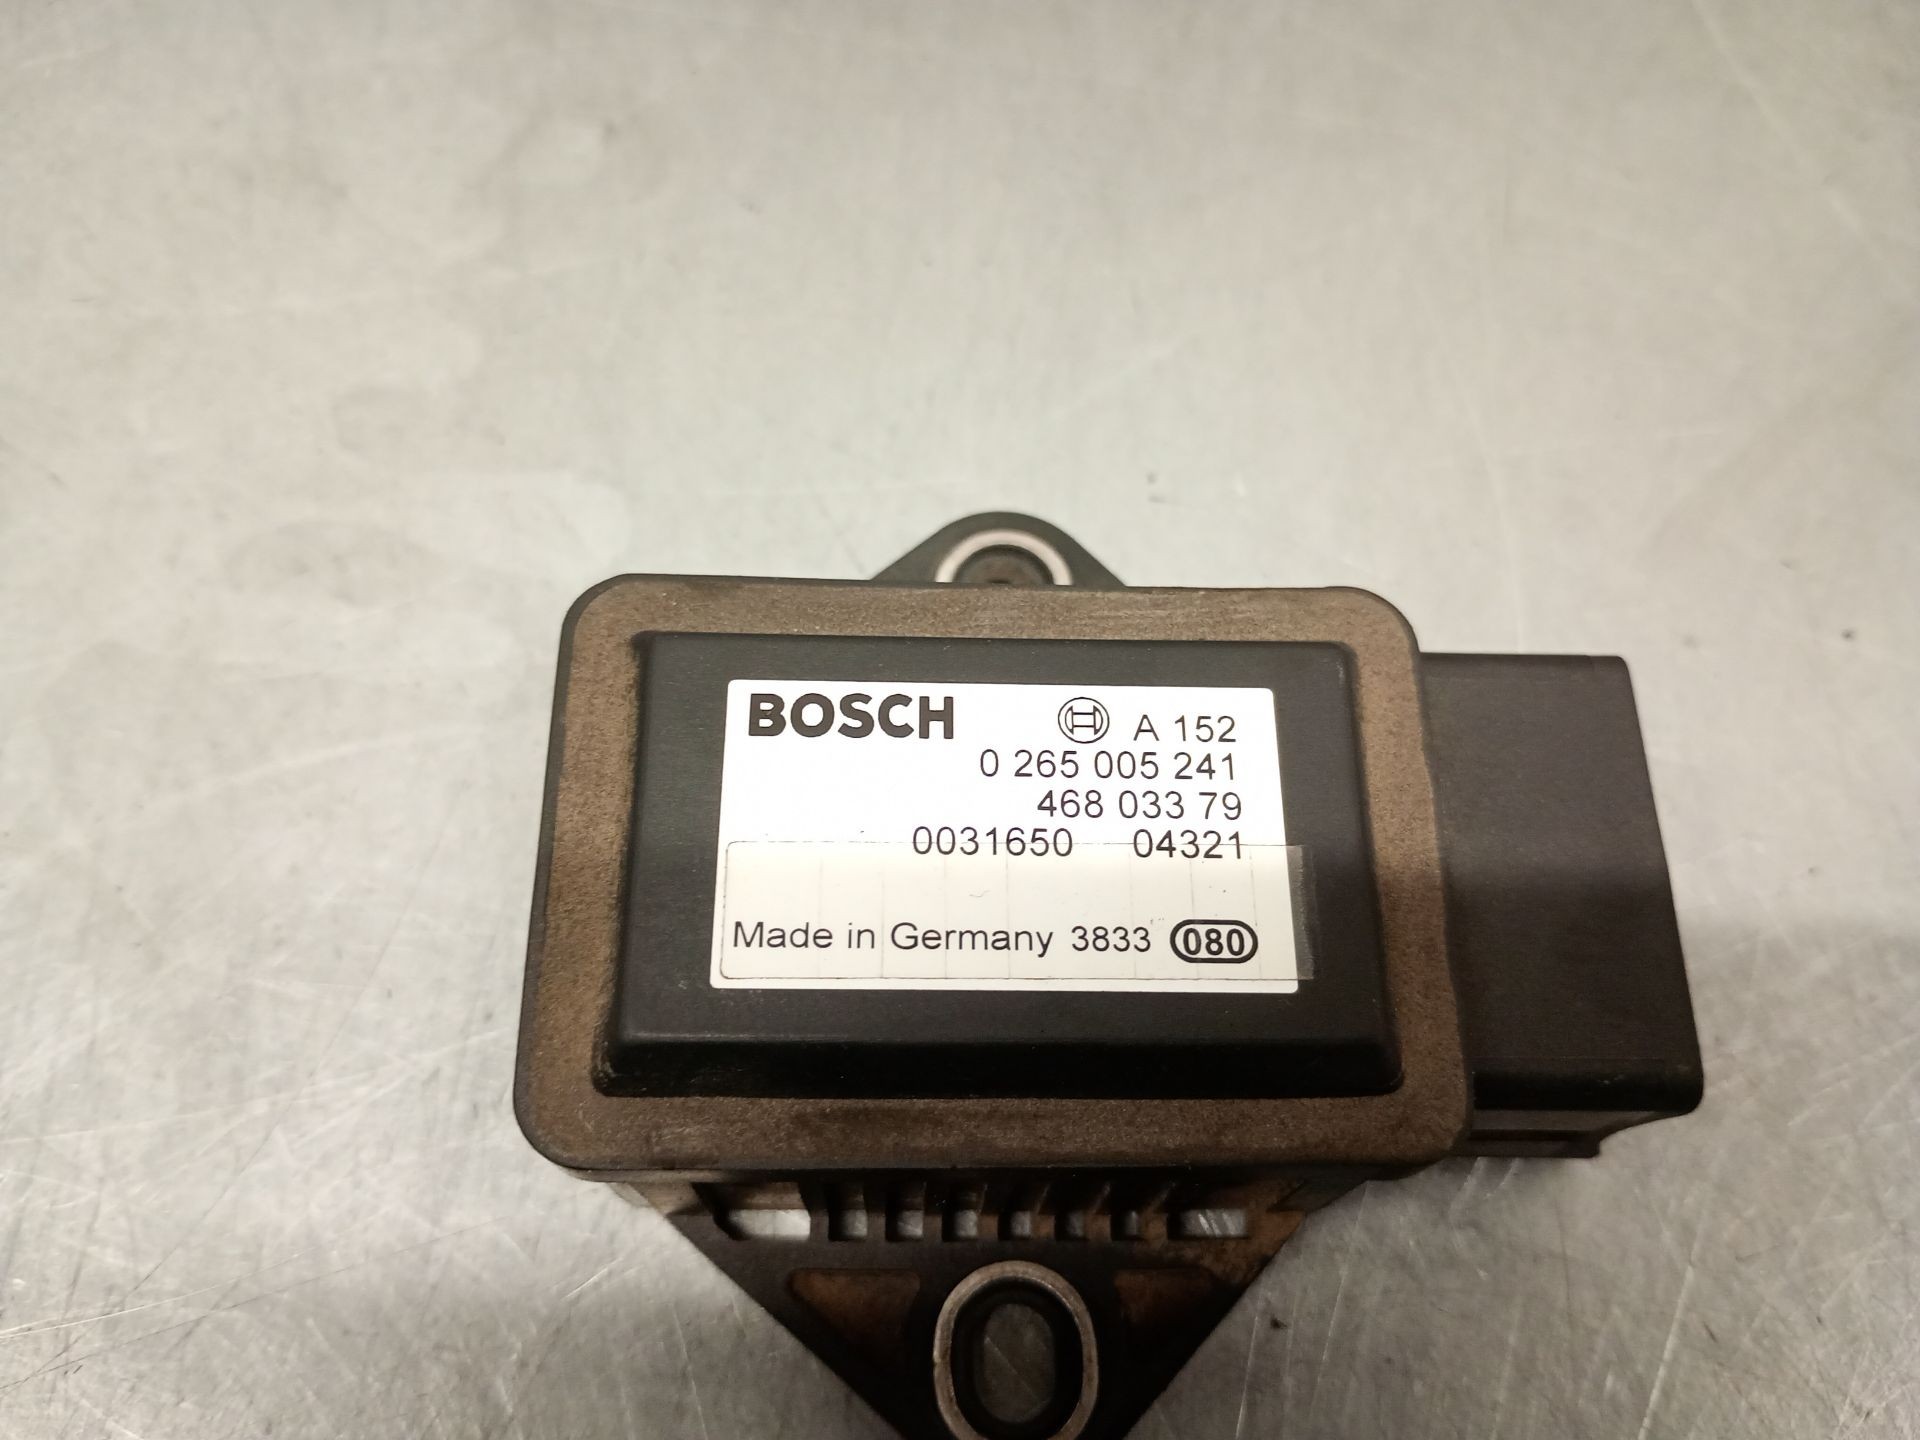 BOSCH A 152
0 265 005 241
468 033 79
0031650 04321
Made in Germany 3833 080